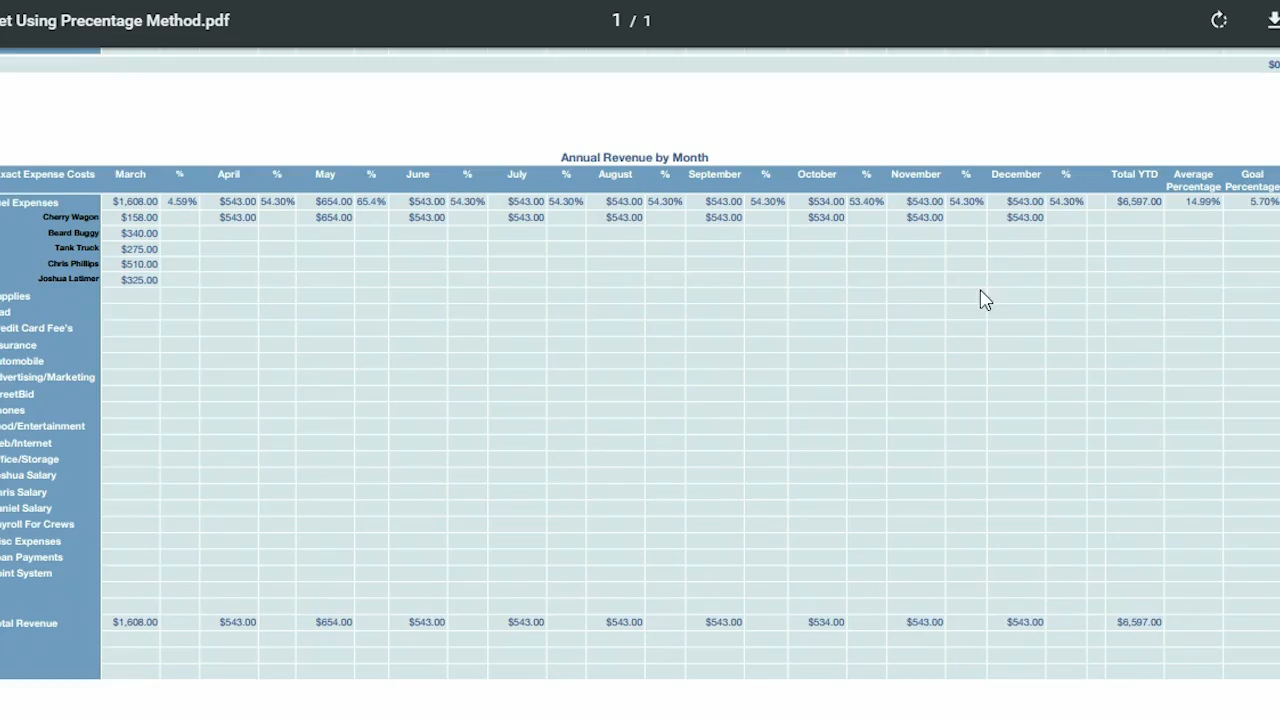 et Using Precentage Method.pdf 1 / 1
$0
Annual Revenue by Month
xact Expense Costs March % April % May % June % July % August % September % October % November % December % Total YTD Average Percentage Goal Percentage
el Expenses $1,608.00 4.59% $543.00 54.30% $654.00 65.4% $543.00 54.30% $543.00 54.30% $543.00 54.30% $543.00 54.30% $534.00 53.40% $543.00 54.30% $543.00 54.30% $6,597.00 14.99% 5.70%
Cherry Wagon $158.00 $543.00 $654.00 $543.00 $543.00 $543.00 $543.00 $534.00 $543.00 $543.00
Beard Buggy $340.00
Tank Truck $275.00
Chris Phillips $510.00
Joshua Latimer $325.00
pplies
ad
edit Card Fee's
surance
utomobile
dvertising/Marketing
reetBid
hones
od/Entertainment
eb/Internet
fice/Storage
shua Salary
ris Salary
niel Salary
yroll For Crews
isc Expenses
an Payments
int System
tal Revenue $1,608.00 $543.00 $654.00 $543.00 $543.00 $543.00 $543.00 $534.00 $543.00 $543.00 $6,597.00